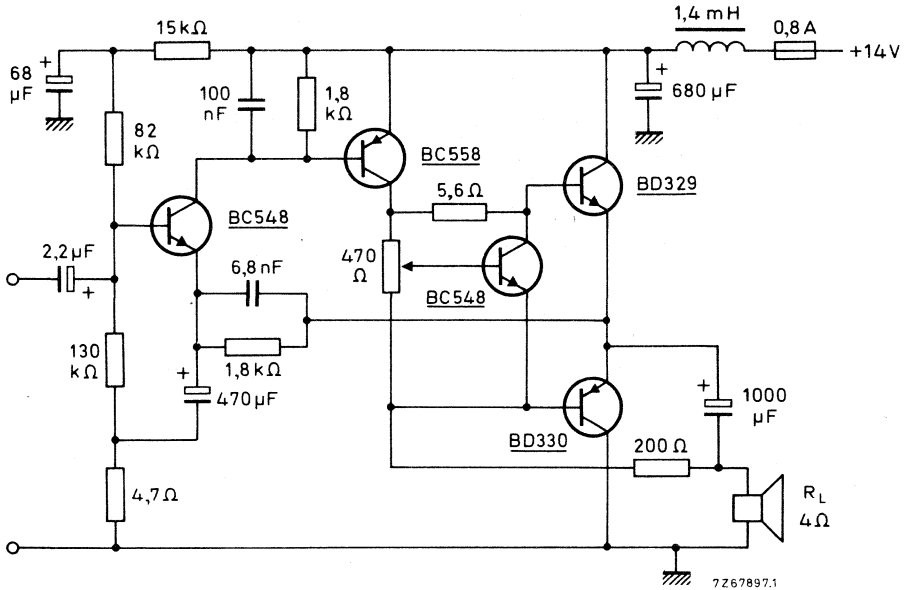 1,4 mH
15 kΩ
0,8 A
+14V
+
68
µF
100
nF
1,8
kΩ
+
680 µF
82
kΩ
BC558
BD329
5,6 Ω
BC548
2,2 µF
+
6,8 nF
470
Ω
BC548
130
kΩ
1,8 kΩ
+
470 µF
+
1000
µF
BD330
200 Ω
4,7 Ω
RL
4 Ω
7Z67897.1